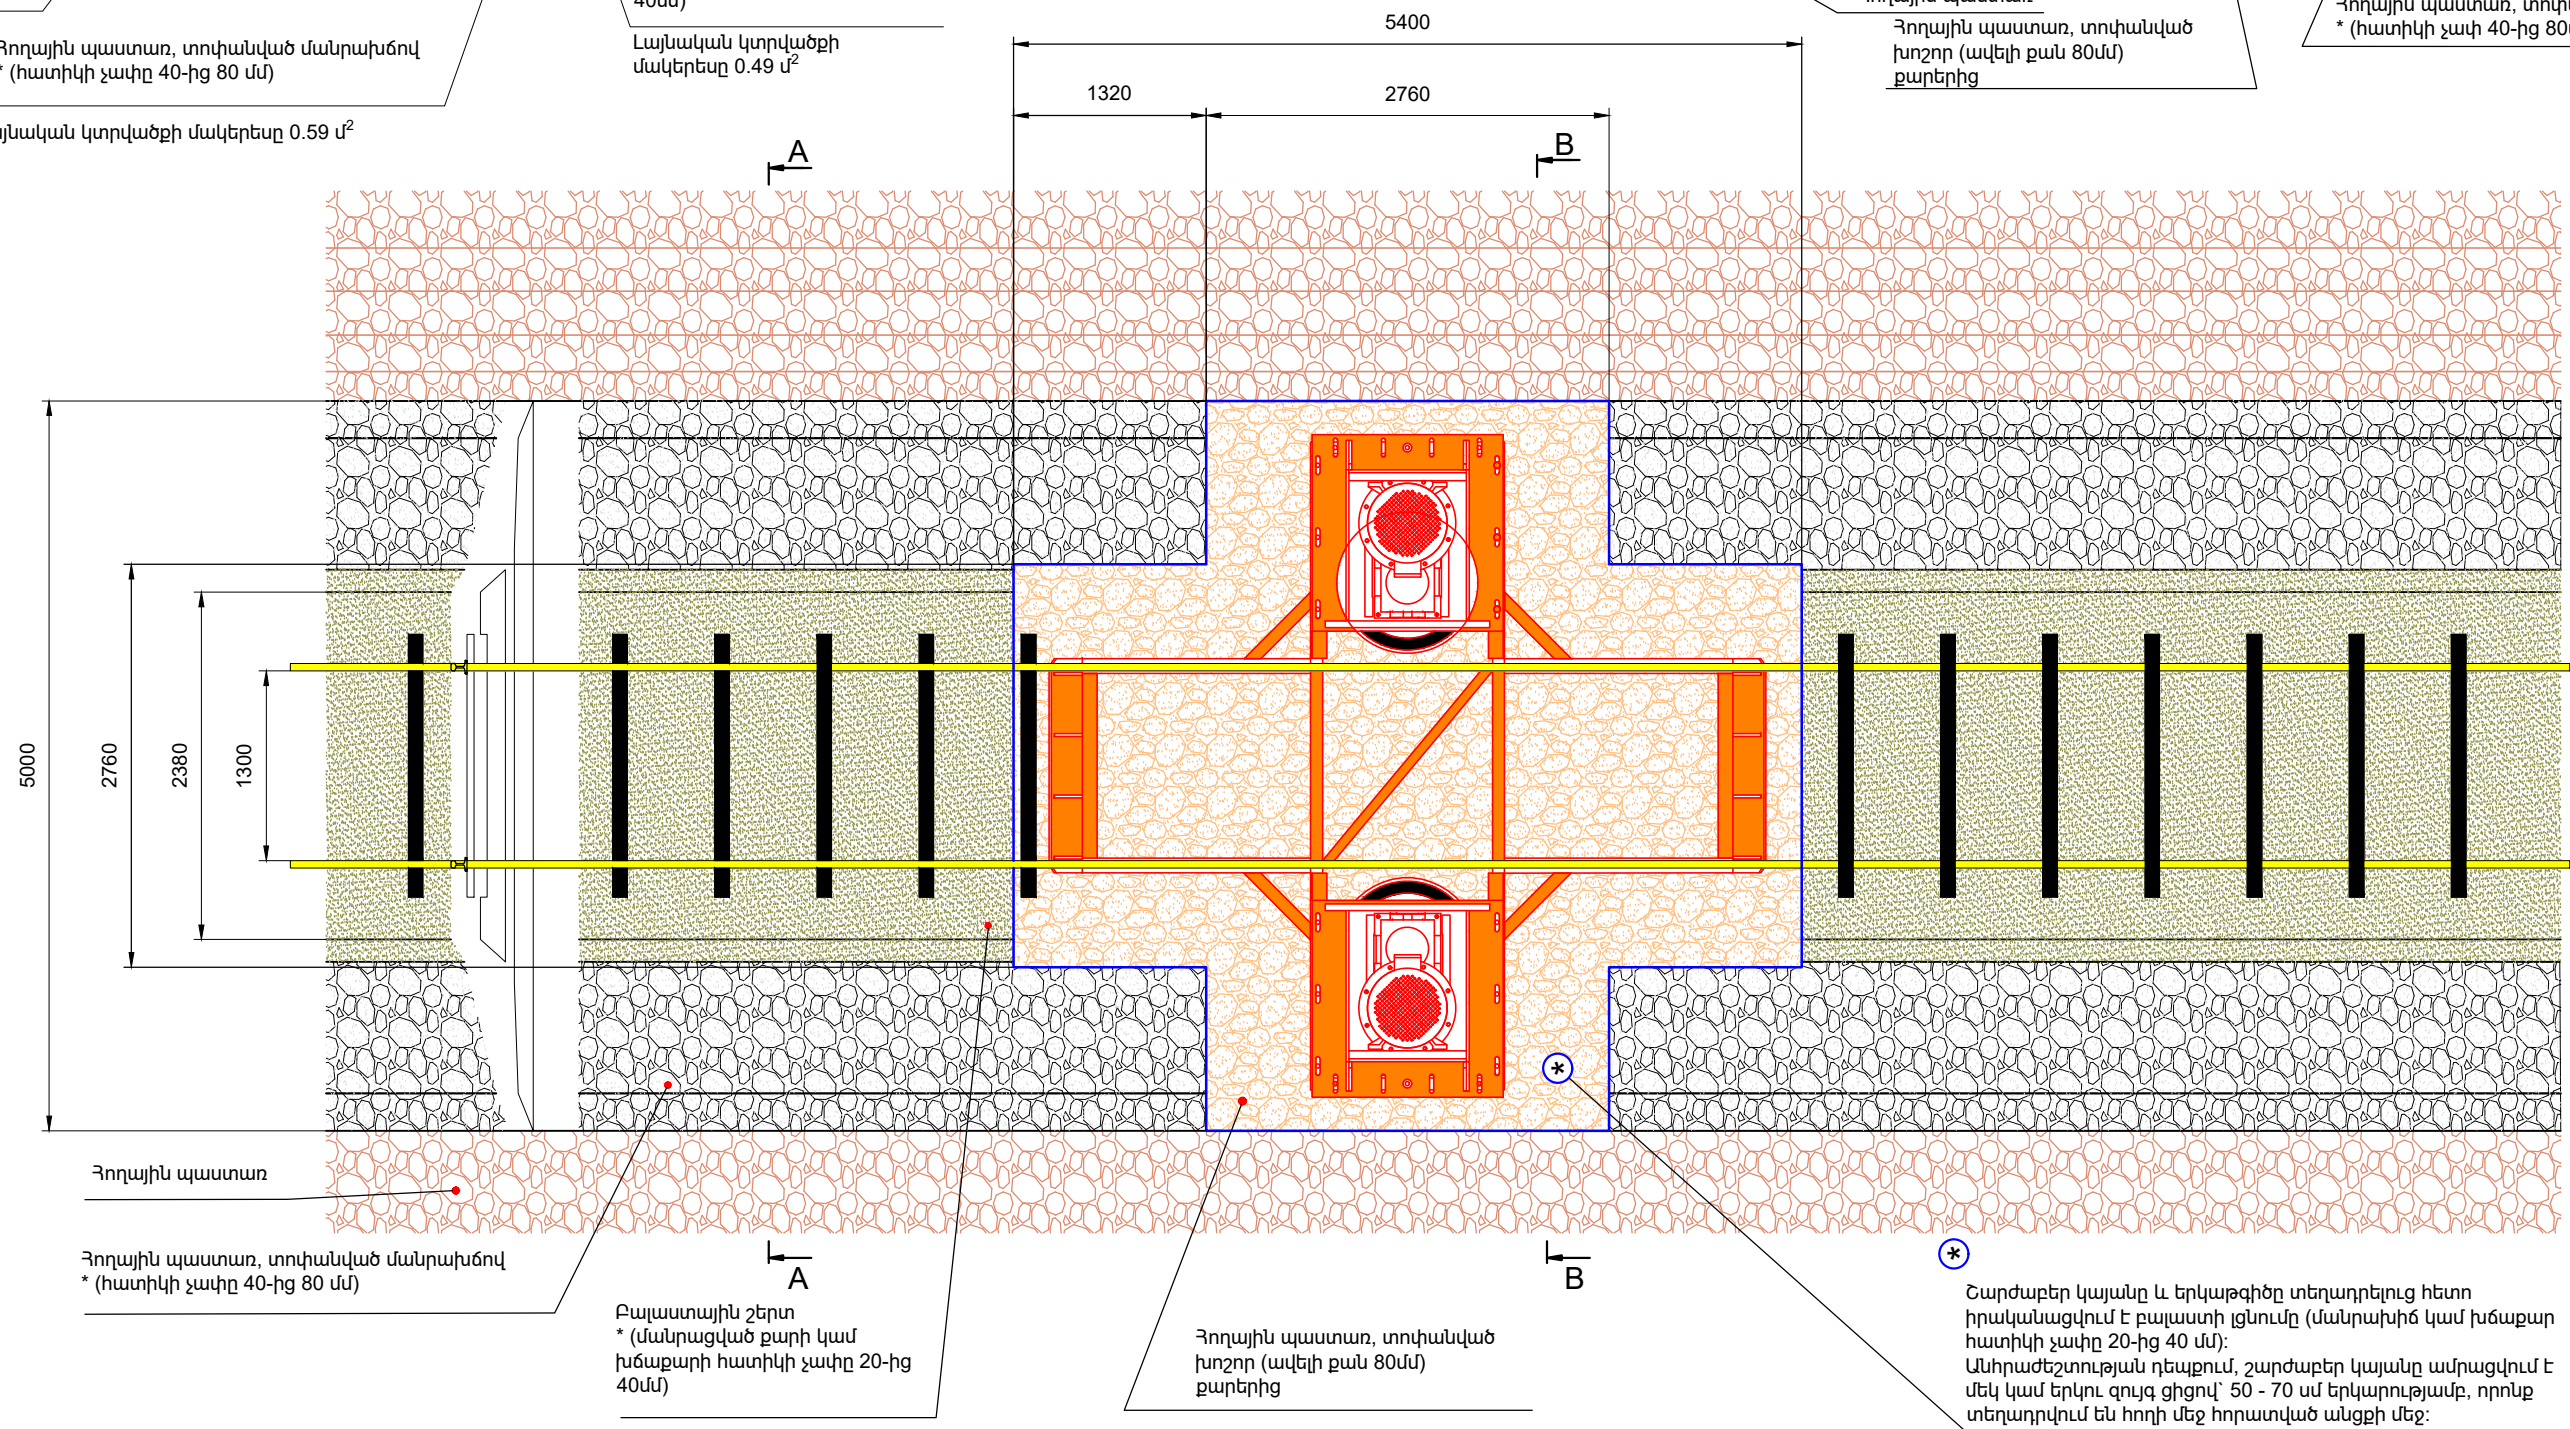 40մմ)
Հողային պաստառ, տոփանված մանրախճով
* (հատիկի չափը 40-ից 80 մմ)
կտրվածքի մակերեսը 0.59 մ²
Լայնական կտրվածքի
մակերեսը 0.49 մ²
Հողային պաստառ, տոփանված
խոշոր (ավելի քան 80մմ)
քարերից
Հողային պաստառ,
* (հատիկի չափ 40-ից
5400
1320
2760
A
B
5000
2760
2380
1300
Հողային պաստառ
Հողային պաստառ, տոփանված մանրախճով
* (հատիկի չափը 40-ից 80 մմ)
A
B
Բալաստային շերտ
* (մանրացված քարի կամ
խճաքարի հատիկի չափը 20-ից
40մմ)
Հողային պաստառ, տոփանված
խոշոր (ավելի քան 80մմ)
քարերից
*
*
Շարժաբեր կայանը և երկաթգիծը տեղադրելուց հետո
իրականացվում է բալաստի լցնումը (մանրախիճ կամ խճաքար
հատիկի չափը 20-ից 40 մմ):
Անհրաժեշտության դեպքում, շարժաբեր կայանը ամրացվում է
մեկ կամ երկու զույգ ցիցով՝ 50 - 70 սմ երկարությամբ, որոնք
տեղադրվում են հողի մեջ հորատված անցքի մեջ: